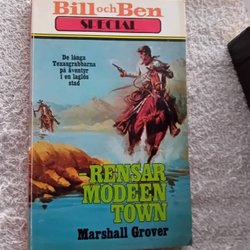 Bill och Ben
SPECIAL
De långa
Texasgrabbarna
på äventyr
i en laglös
stad
-RENSAR
MODEEN
TOWN
Marshall Grover